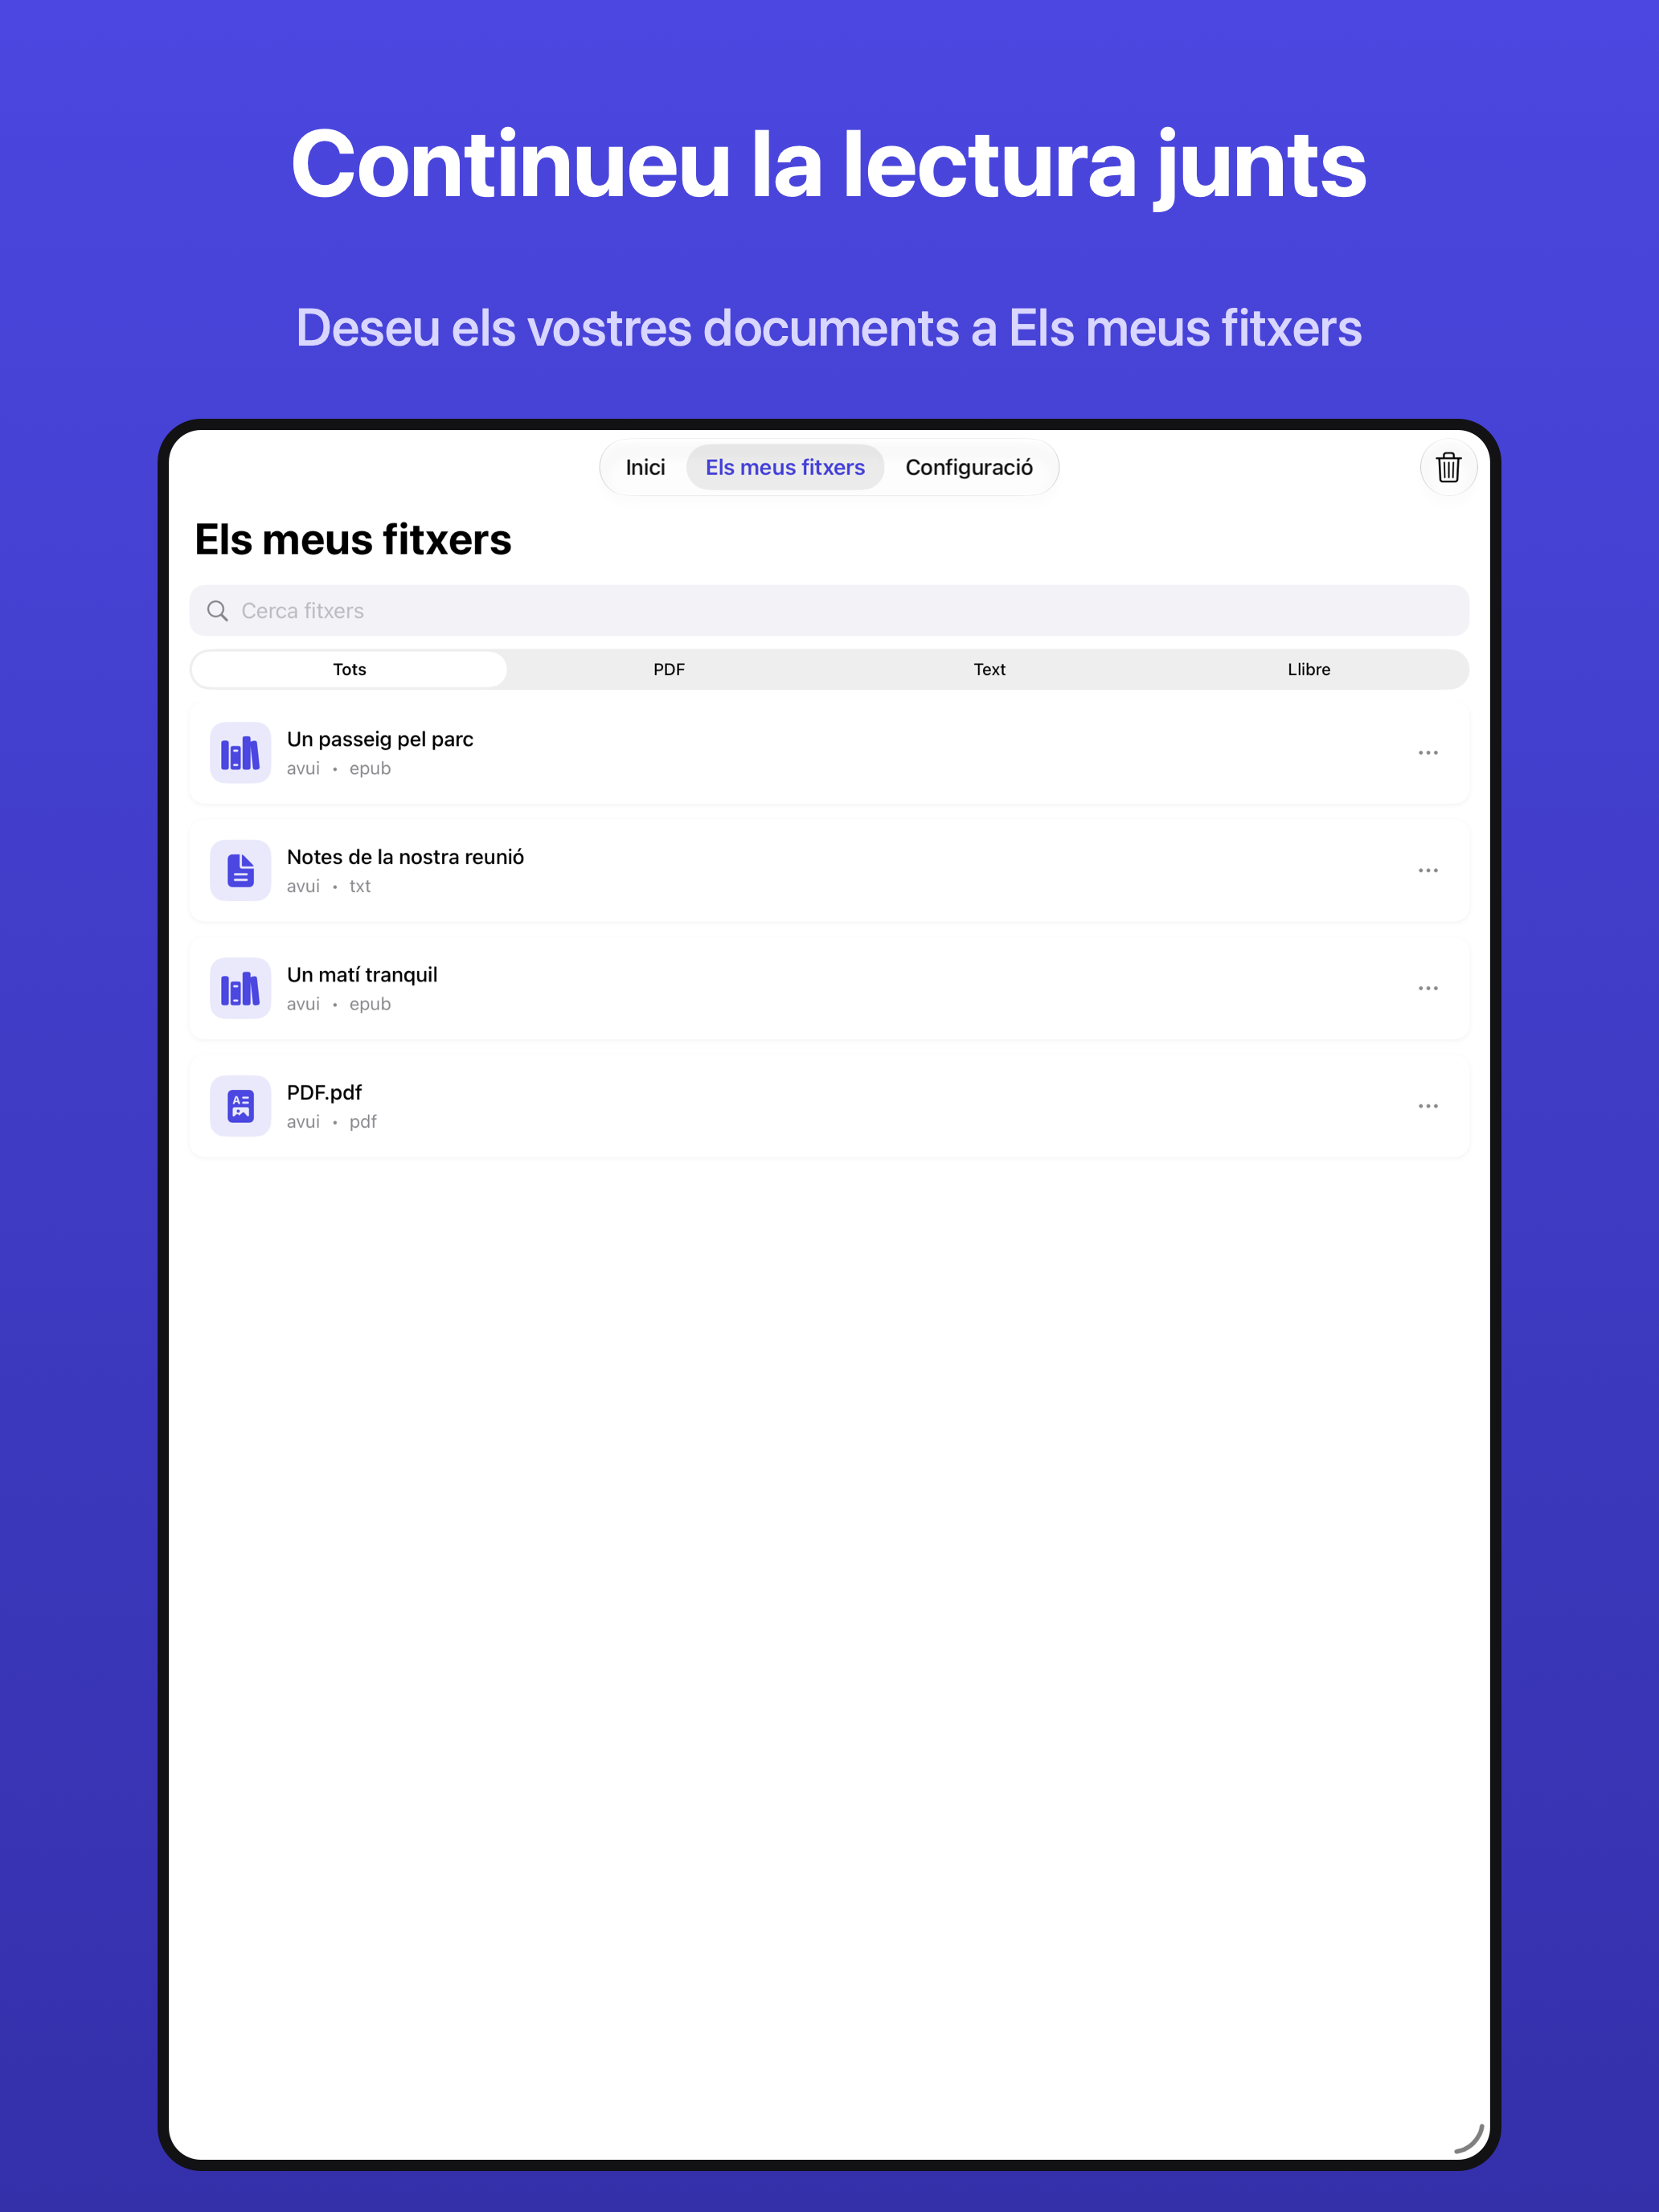 Continueu la lectura junts
Deseu els vostres documents a Els meus fitxers
Inici
Els meus fitxers
Configuració
Els meus fitxers
Cerca fitxers
Tots
PDF
Text
Llibre
Un passeig pel parc
avui • epub
Notes de la nostra reunió
avui • txt
Un matí tranquil
avui • epub
PDF.pdf
avui • pdf